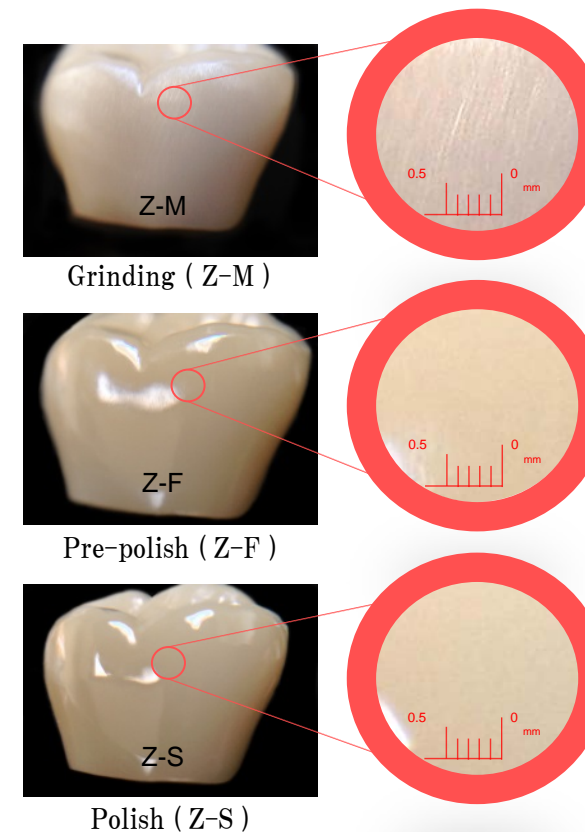 Z-M
0.5 0
mm
Grinding ( Z-M )
Z-F
0.5 0
mm
Pre-polish ( Z-F )
Z-S
0.5 0
mm
Polish ( Z-S )